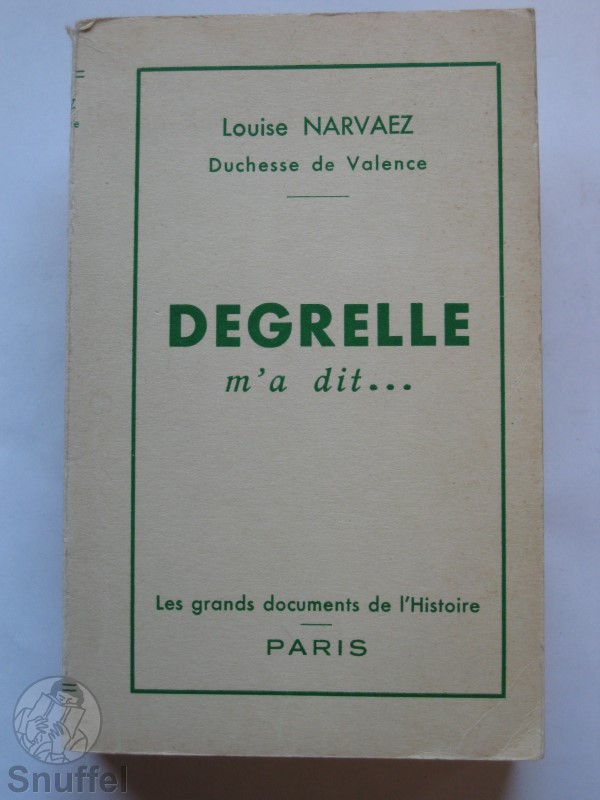 Louise NARVAEZ
Duchesse de Valence
DEGRELLE
m'a dit...
Les grands documents de l'Histoire
PARIS
Snuffel